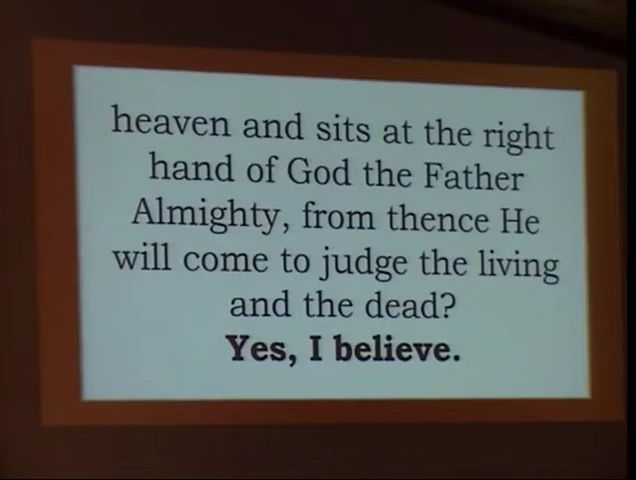 heaven and sits at the right
hand of God the Father
Almighty, from thence He
will come to judge the living
and the dead?
Yes, I believe.